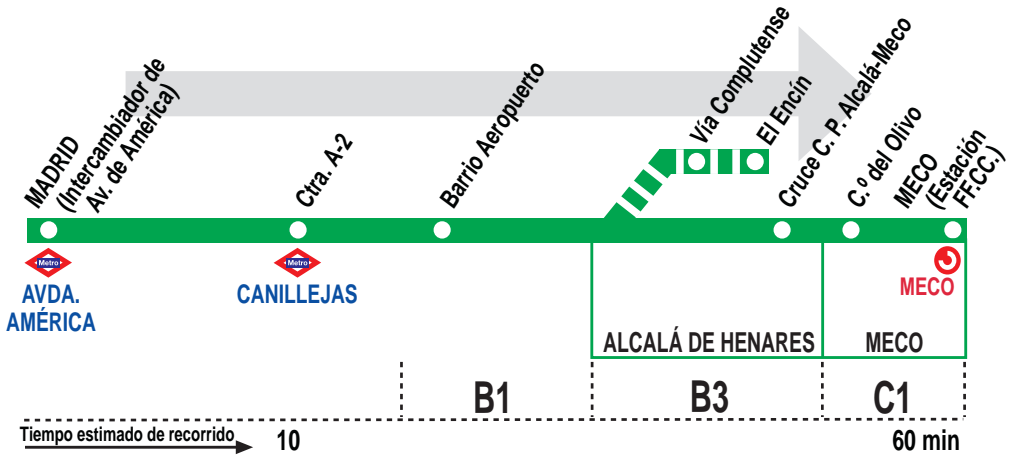 MADRID
(Intercambiador de
Av. de América)
Ctra. A-2
Barrio Aeropuerto
Vía Complutense
El Encín
Cruce C. P. Alcalá-Meco
C.º del Olivo
MECO
(Estación
FF.CC.)
Metro
AVDA.
AMÉRICA
Metro
CANILLEJAS
MECO
ALCALÁ DE HENARES
MECO
B1
B3
C1
Tiempo estimado de recorrido
10
60 min